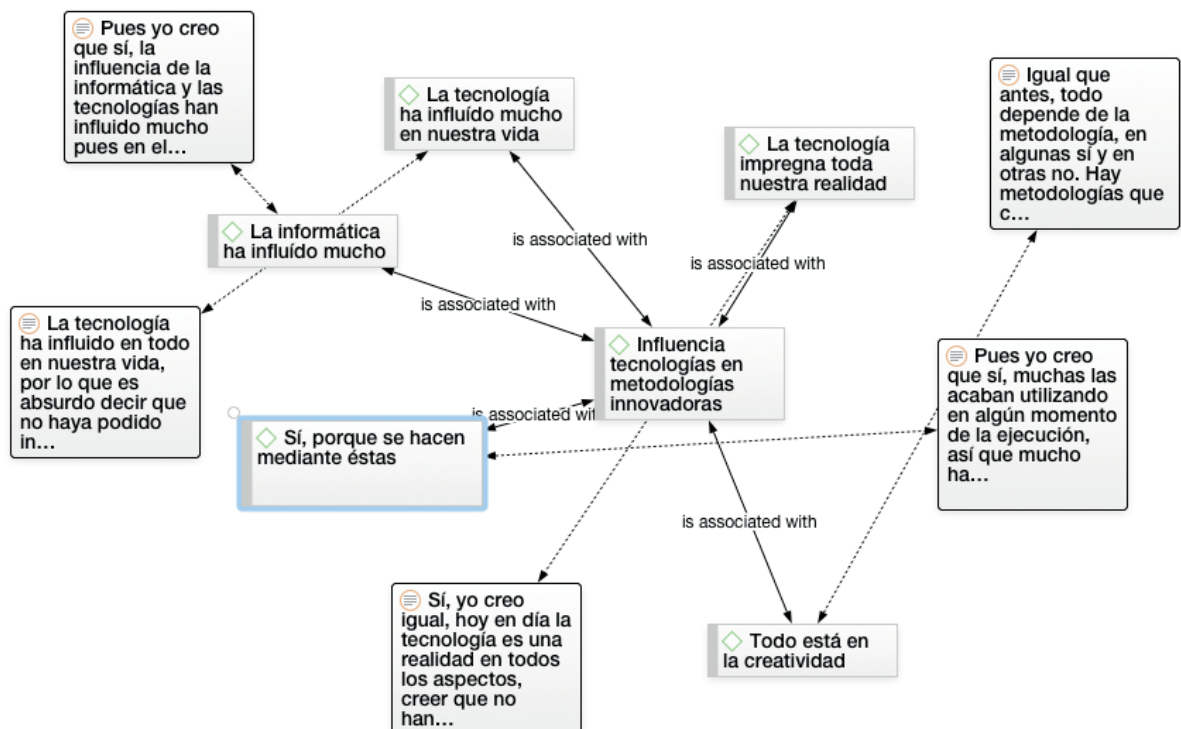 Pues yo creo
que sí, la
influencia de la
informática y las
tecnologías han
influido mucho
pues en el...
La tecnología
ha influído mucho
en nuestra vida
La tecnología
impregna toda
nuestra realidad
Igual que
antes, todo
depende de la
metodología, en
algunas sí y en
otras no. Hay
metodologías que
c...
La informática
ha influído mucho
is associated with
is associated with
is associated with
La tecnología
ha influido en todo
en nuestra vida,
por lo que es
absurdo decir que
no haya podido
in...
Influencia
tecnologías en
metodologías
innovadoras
Pues yo creo
que sí, muchas las
acaban utilizando
en algún momento
de la ejecución,
así que mucho
ha...
is associated wit
Sí, porque se hacen
mediante éstas
is associated with
Sí, yo creo
igual, hoy en día la
tecnología es una
realidad en todos
los aspectos,
creer que no
han...
Todo está en
la creatividad